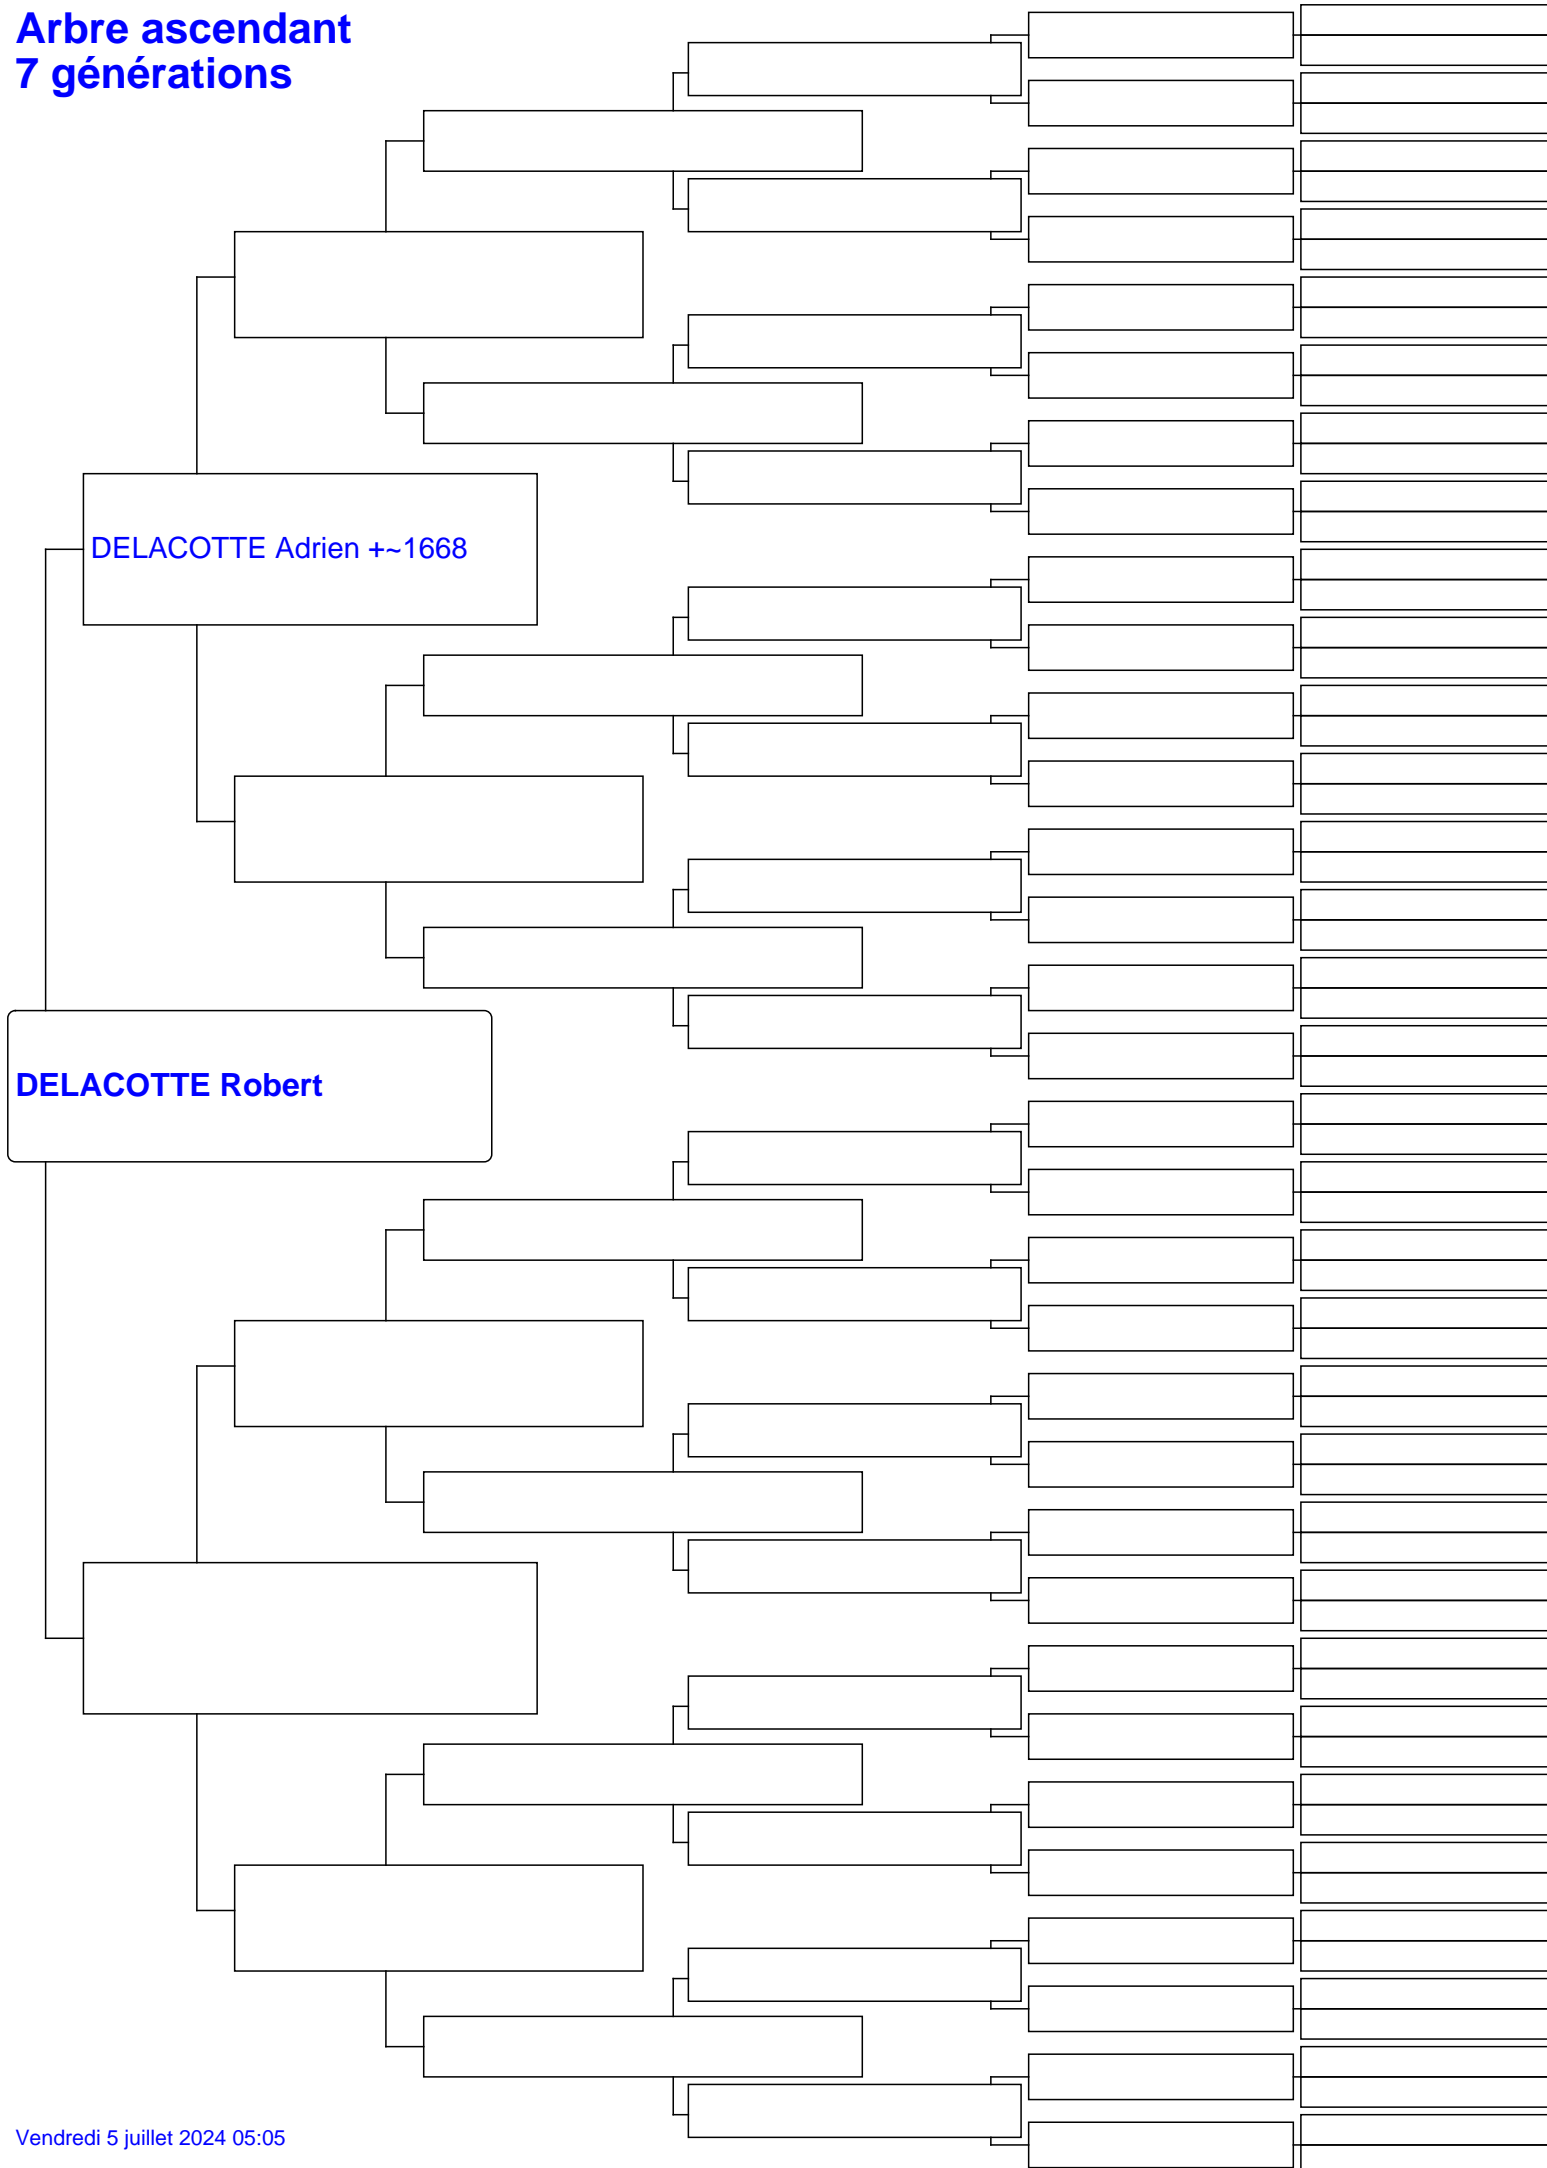 Arbre ascendant
7 générations
DELACOTTE Adrien +~1668
DELACOTTE Robert
Vendredi 5 juillet 2024 05:05